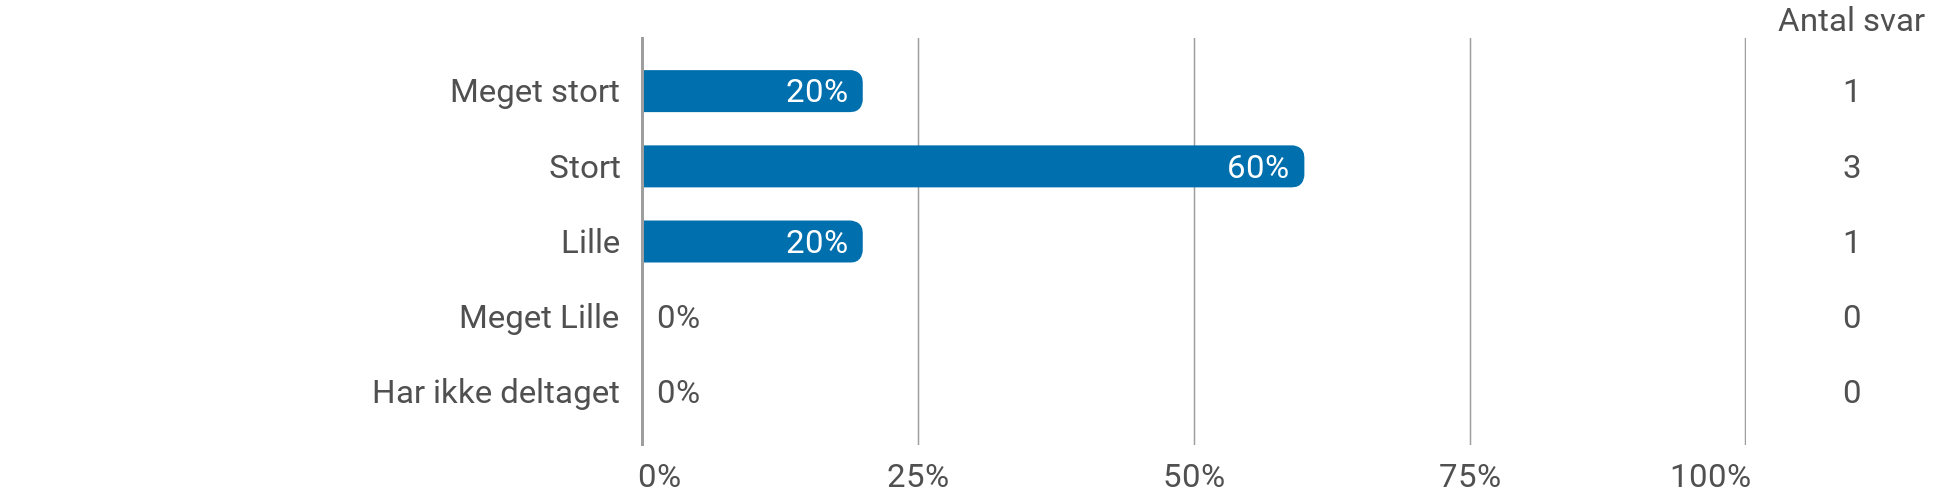 Antal svar
Meget stort 20% 1
Stort 60% 3
Lille 20% 1
Meget Lille 0% 0
Har ikke deltaget 0% 0
0% 25% 50% 75% 100%